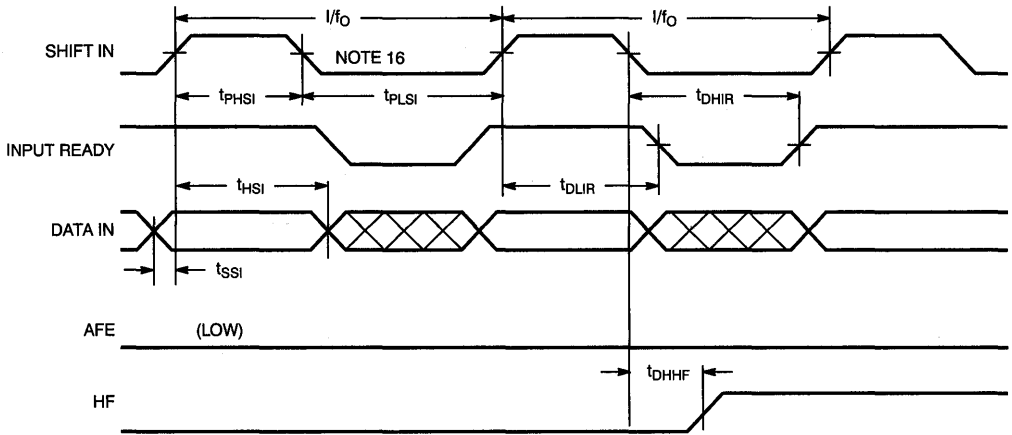 I/fO I/fO
SHIFT IN
NOTE 16
tPHSI tPLSI tDHIR
INPUT READY
tHSI tDLIR
DATA IN
tSSI
AFE (LOW)
tDHHF
HF